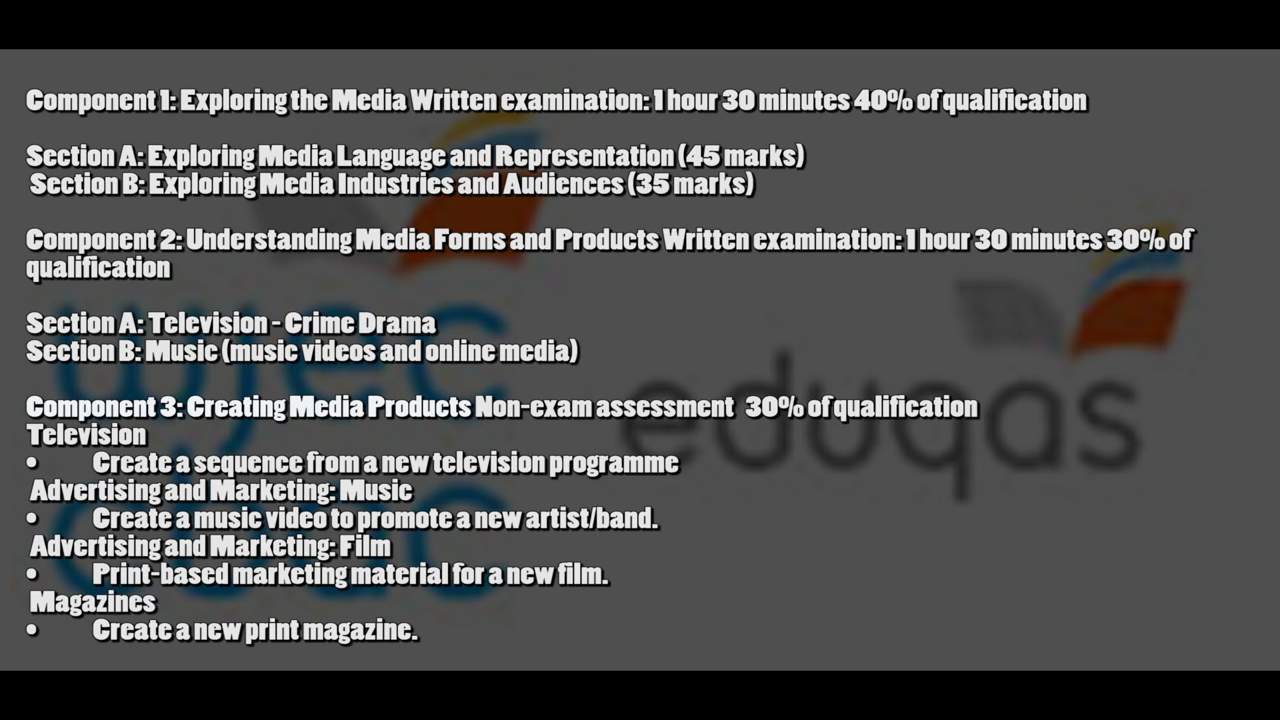 Component 1: Exploring the Media Written examination: 1 hour 30 minutes 40% of qualification
Section A: Exploring Media Language and Representation (45 marks)
Section B: Exploring Media Industries and Audiences (35 marks)
Component 2: Understanding Media Forms and Products Written examination: 1 hour 30 minutes 30% of
qualification
Section A: Television - Crime Drama
Section B: Music (music videos and online media)
Component 3: Creating Media Products Non-exam assessment 30% of qualification
Television
• Create a sequence from a new television programme
Advertising and Marketing: Music
• Create a music video to promote a new artist/band.
Advertising and Marketing: Film
• Print-based marketing material for a new film.
Magazines
• Create a new print magazine.
wjec
cbac
eduqas